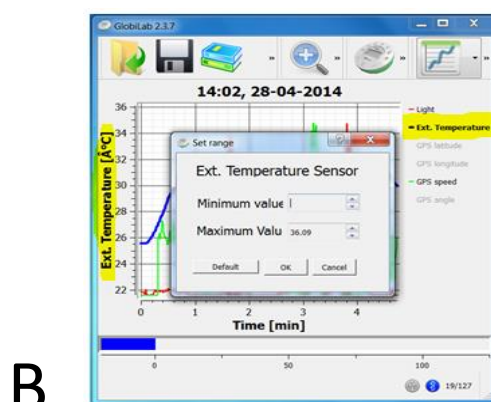 GlobiLab 2.3.7
14:02, 28-04-2014
Ext. Temperature [Â°C]
36
34
32
30
28
26
24
22
0 1 2 3 4
Time [min]
Light
Ext. Temperature
GPS latitude
GPS longitude
GPS speed
GPS angle
Set range
Ext. Temperature Sensor
Minimum value
Maximum Valu 36.09
Default OK Cancel
0 50 100
19/127
B